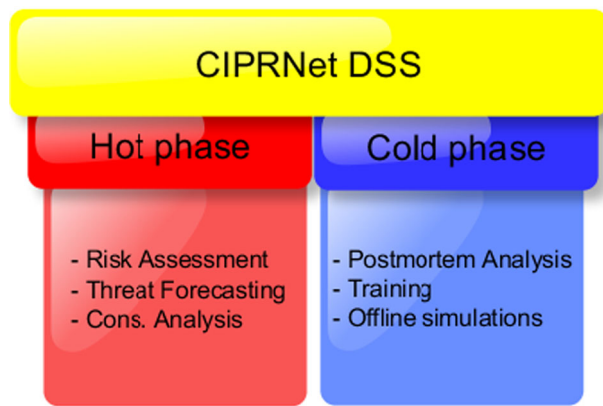 CIPRNet DSS
Hot phase
Cold phase
- Risk Assessment
- Threat Forecasting
- Cons. Analysis
- Postmortem Analysis
- Training
- Offline simulations